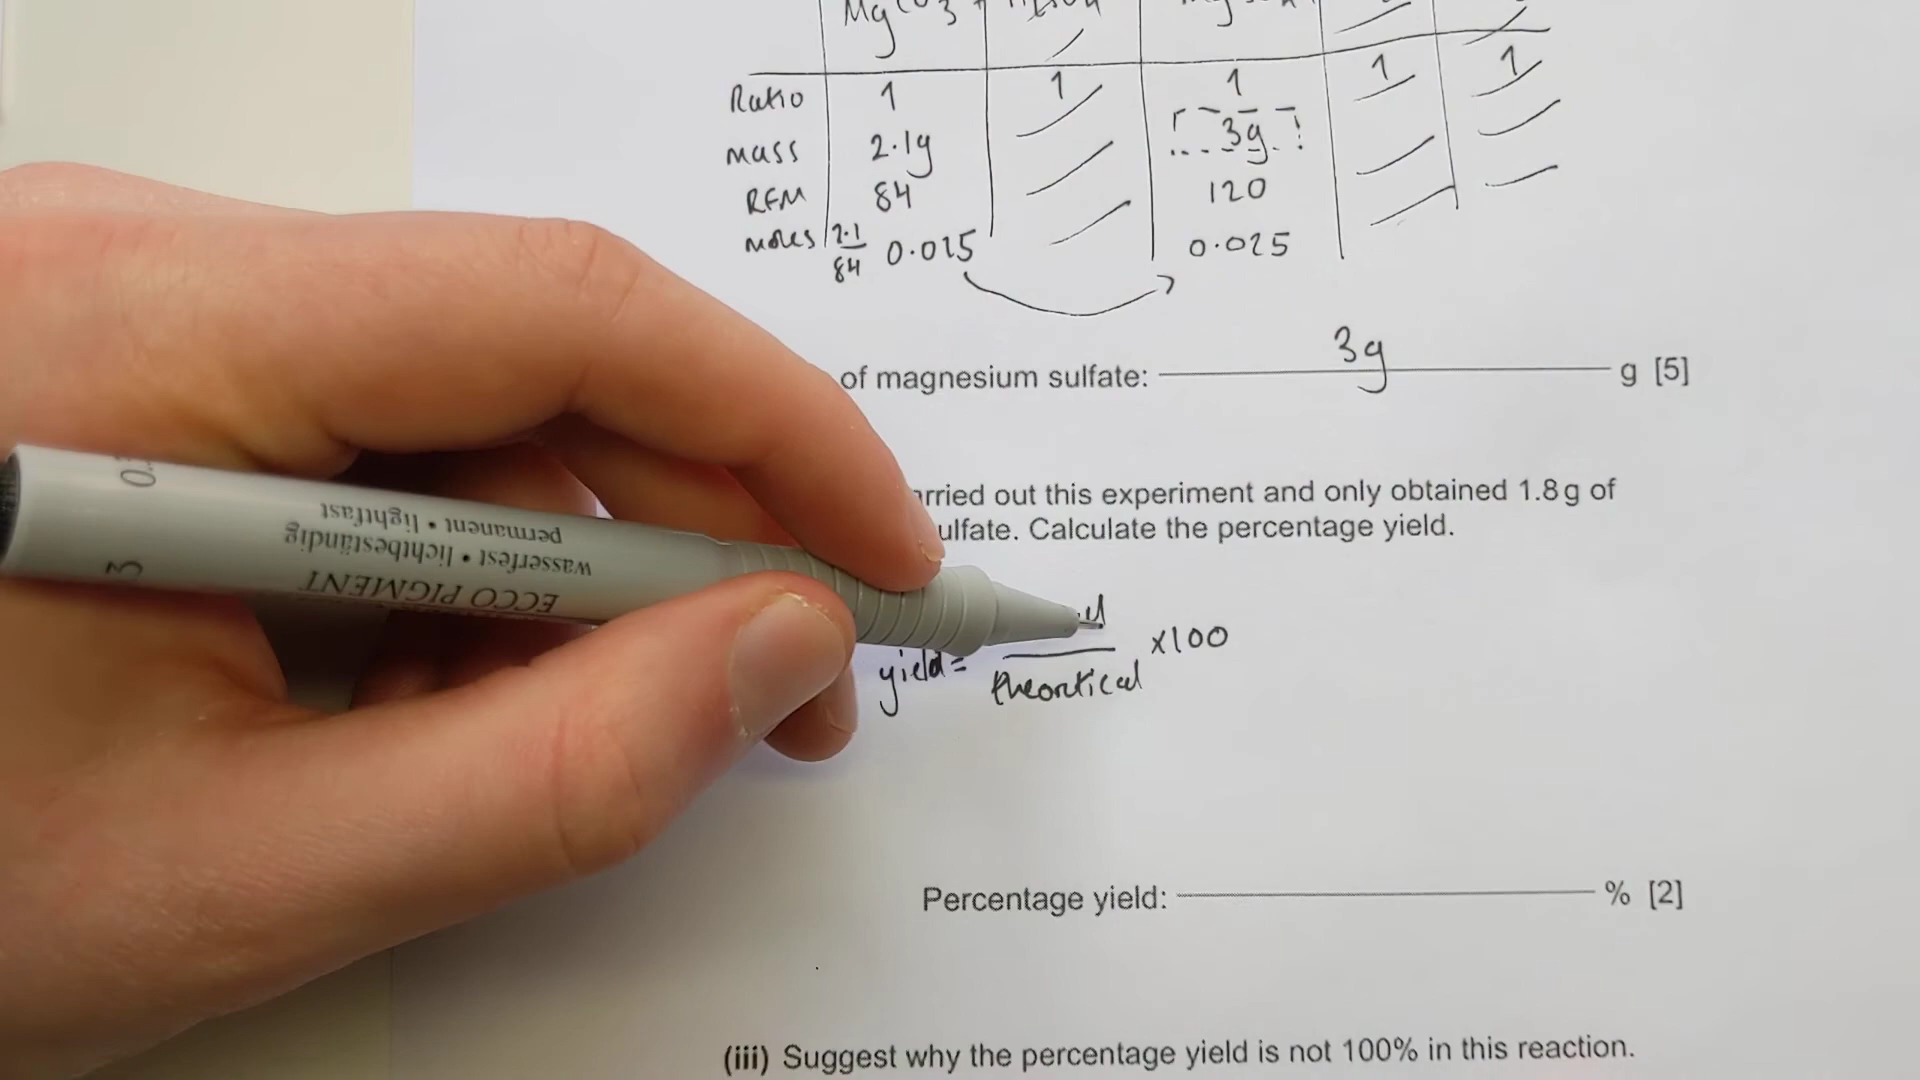 MgCO3 +
Ratio 1 1 1 1 1
mass 2.1g 3g
RFM 84 120
moles 2.1/84 0.025 0.025
of magnesium sulfate: 3g g [5]
rried out this experiment and only obtained 1.8 g of
ulfate. Calculate the percentage yield.
yield = theoretical x100
Percentage yield: % [2]
(iii) Suggest why the percentage yield is not 100% in this reaction.
0.3
ECCO PIGMENT
wasserfest • lichtbeständig
permanent • lightfast